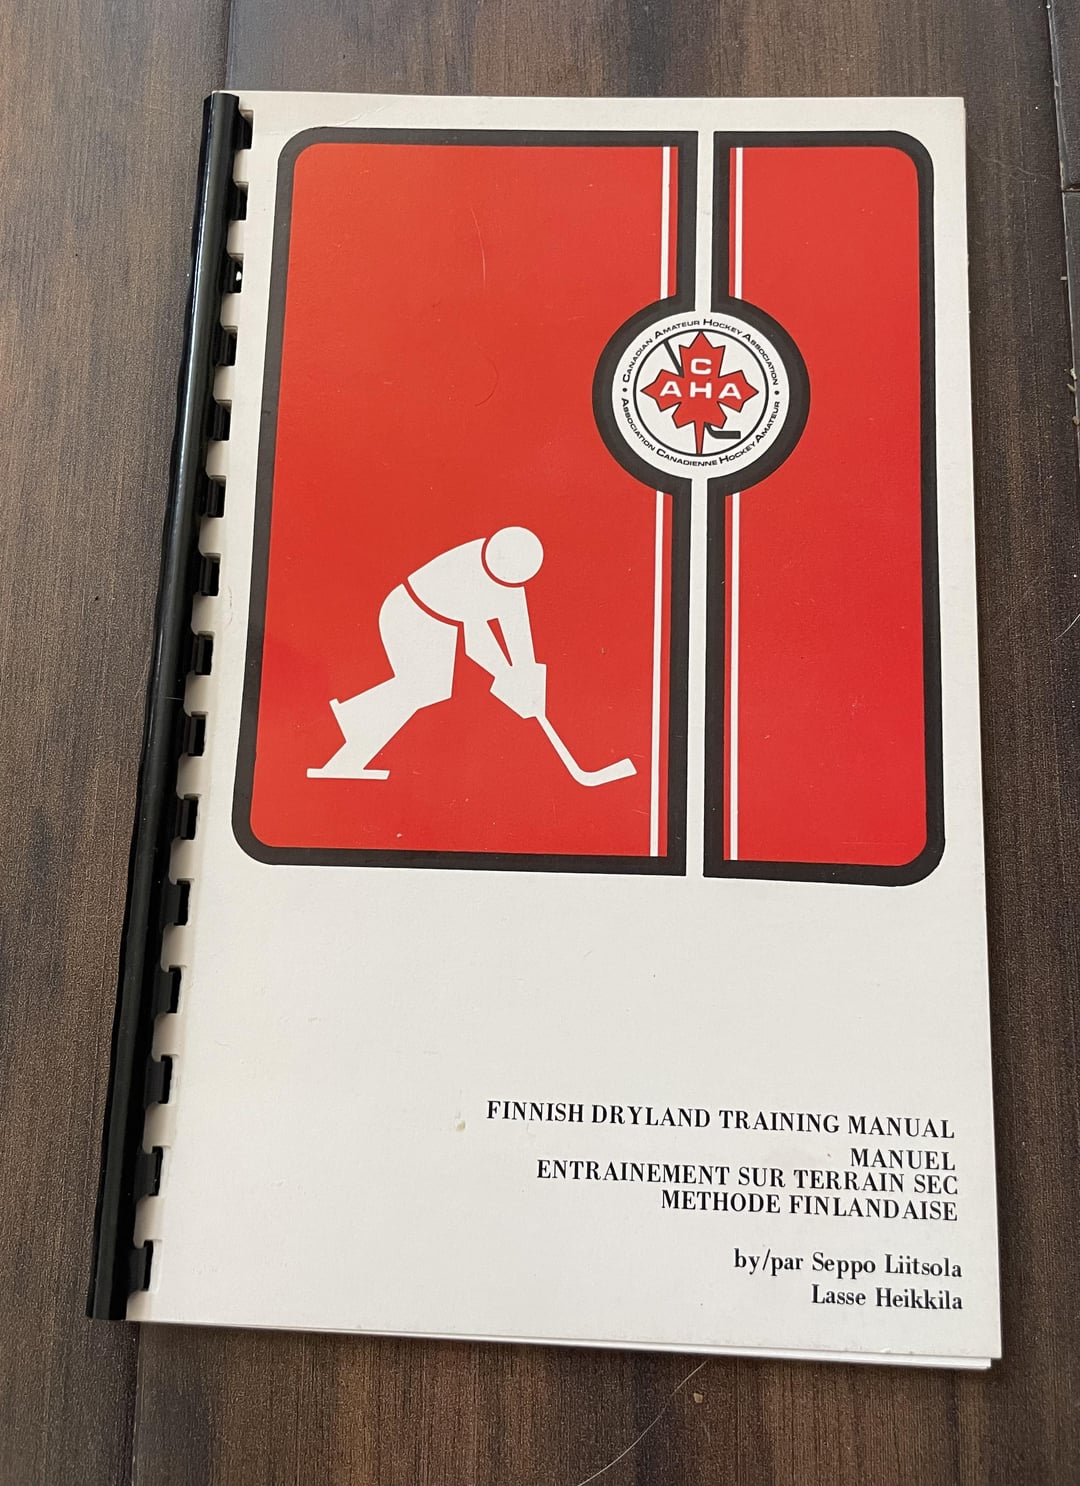 • CANADIAN AMATEUR HOCKEY ASSOCIATION •
ASSOCIATION CANADIENNE HOCKEY AMATEUR
C
AHA
FINNISH DRYLAND TRAINING MANUAL
MANUEL
ENTRAINEMENT SUR TERRAIN SEC
METHODE FINLANDAISE
by/par Seppo Liitsola
Lasse Heikkila